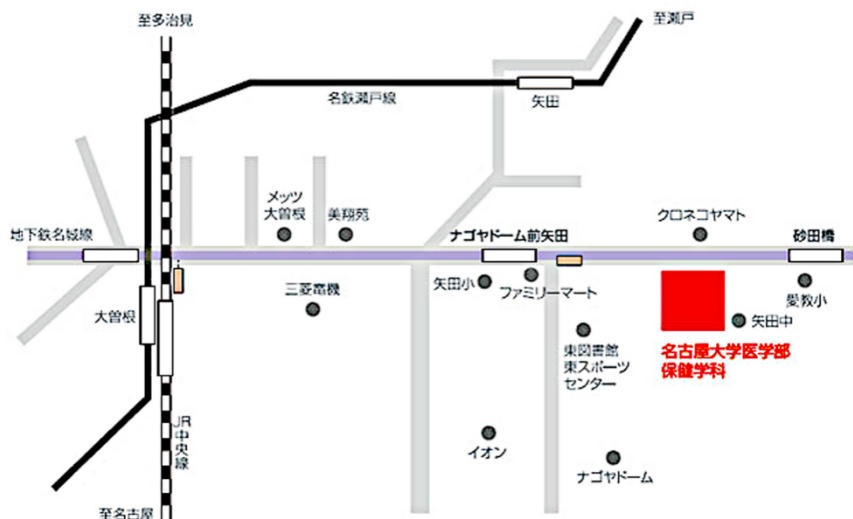 至多治見
至瀬戸
名鉄瀬戸線
矢田
メッツ
大曽根
美翔苑
クロネコヤマト
地下鉄名城線
ナゴヤドーム前矢田
砂田橋
矢田小
ファミリーマート
愛教小
大曽根
三菱電機
矢田中
東図書館
東スポーツ
センター
名古屋大学医学部
保健学科
JR中央線
イオン
ナゴヤドーム
至名古屋